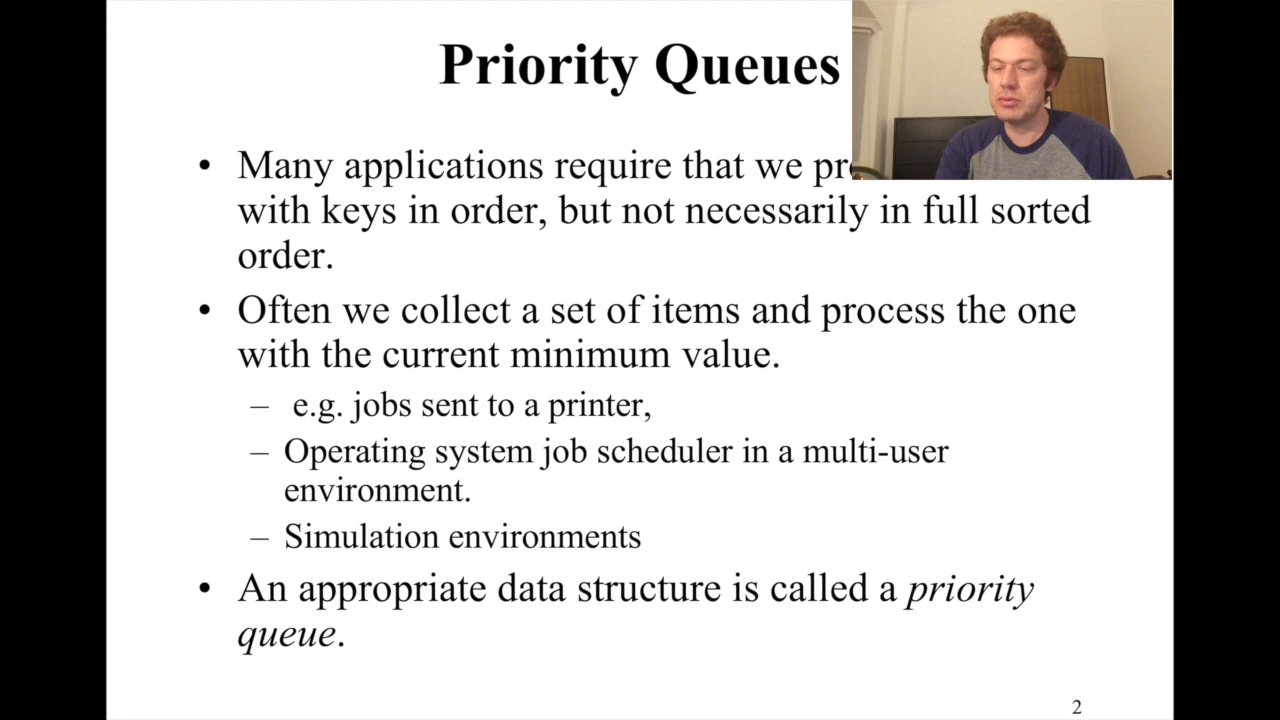 Priority Queues
• Many applications require that we
with keys in order, but not necessarily in full sorted
order.
• Often we collect a set of items and process the one
with the current minimum value.
– e.g. jobs sent to a printer,
– Operating system job scheduler in a multi-user
environment.
– Simulation environments
• An appropriate data structure is called a priority
queue.
2